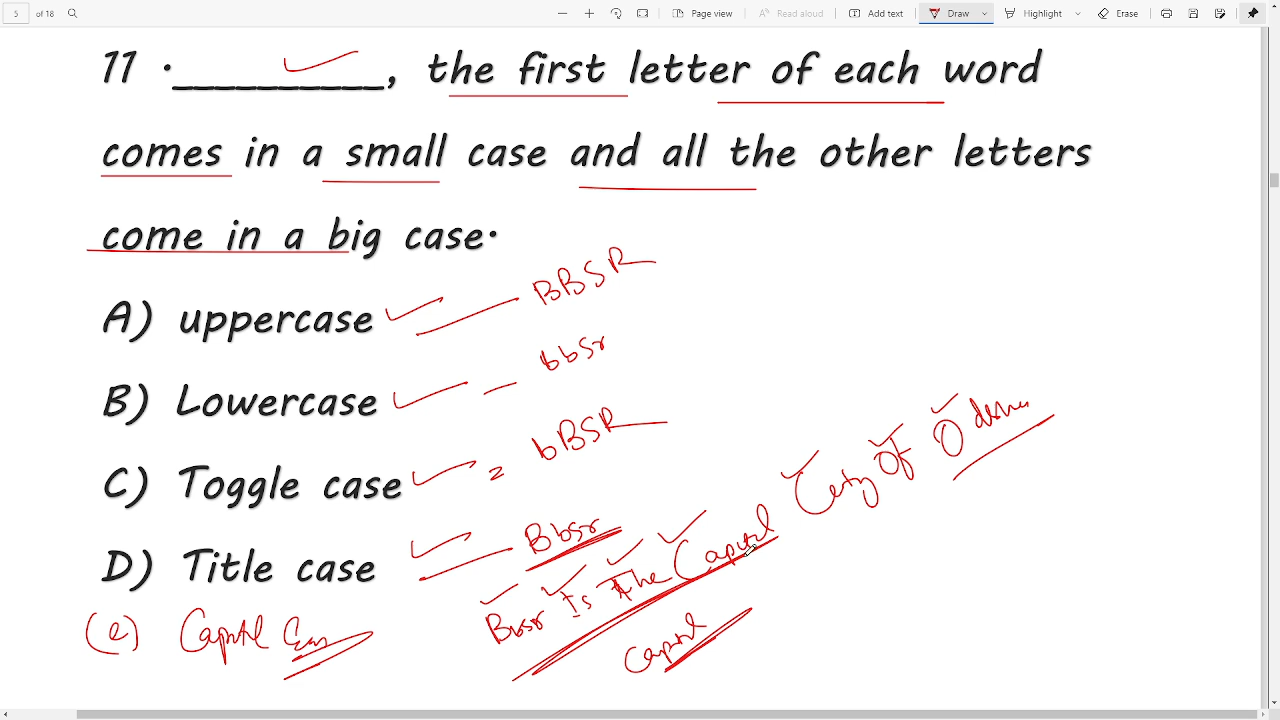 5 of 18
Page view
Read aloud
Add text
Draw
Highlight
Erase
11 .__________, the first letter of each word
comes in a small case and all the other letters
come in a big case.
A) uppercase BBSR
B) Lowercase – bbsr
C) Toggle case = bBSR
D) Title case Bbsr
Bbsr Is The Capital City Of
(e) Capital
Capital